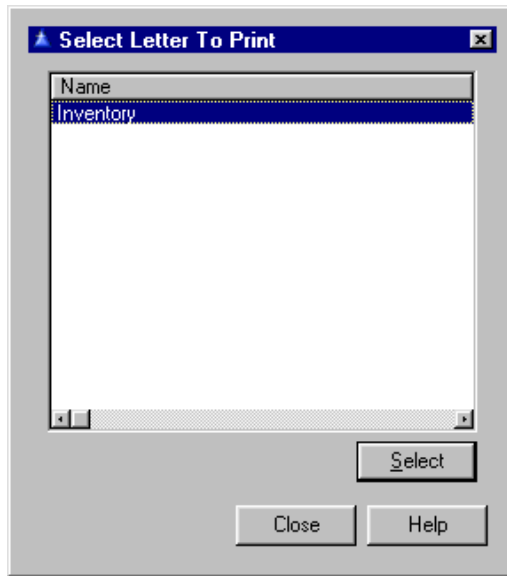 Select Letter To Print
Name
Inventory
Select
Close Help